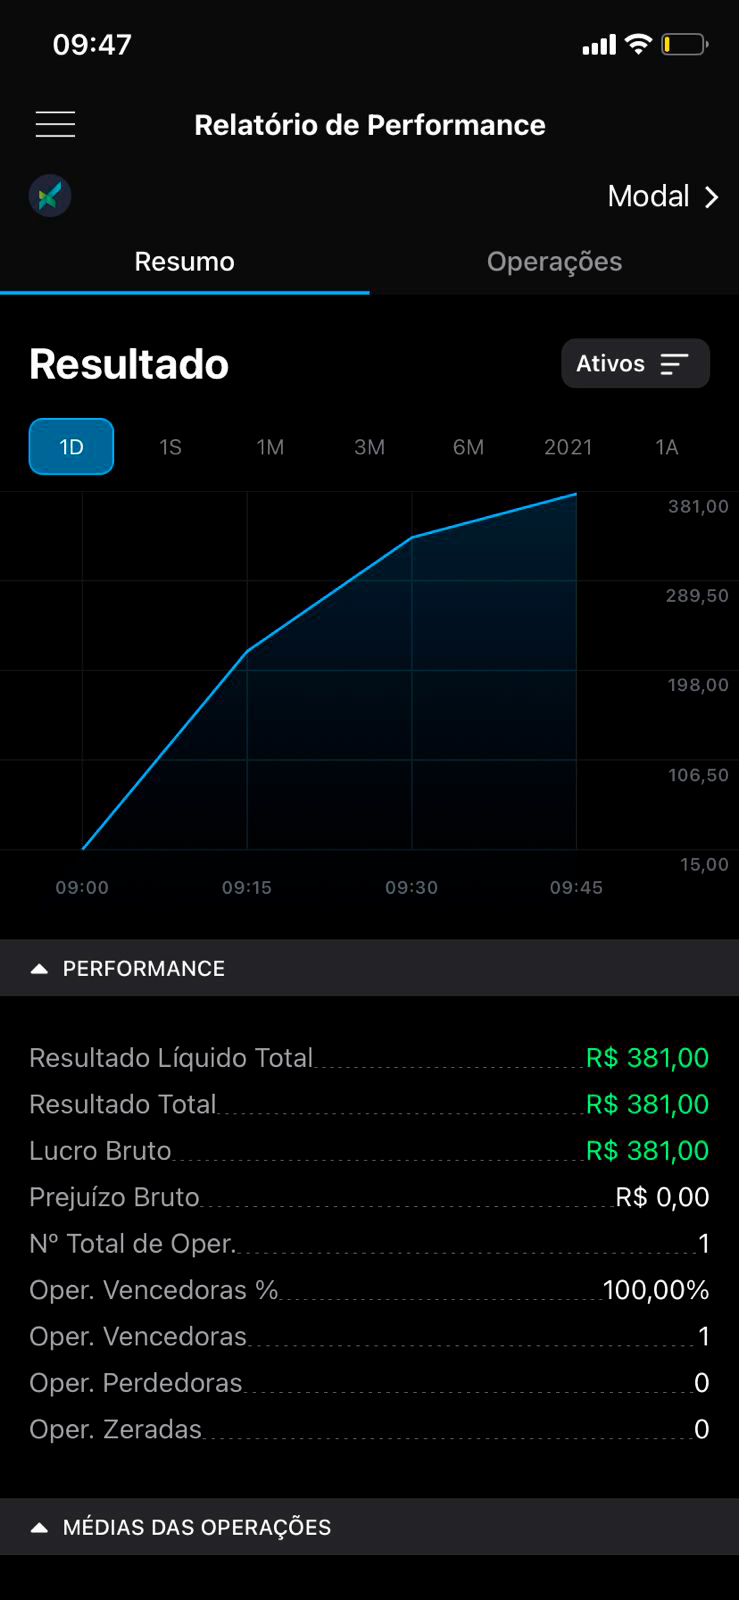 09:47
Relatório de Performance
Modal
Resumo Operações
Resultado Ativos
1D 1S 1M 3M 6M 2021 1A
381,00
289,50
198,00
106,50
15,00
09:00 09:15 09:30 09:45
PERFORMANCE
Resultado Líquido Total R$ 381,00
Resultado Total R$ 381,00
Lucro Bruto R$ 381,00
Prejuízo Bruto R$ 0,00
Nº Total de Oper. 1
Oper. Vencedoras % 100,00%
Oper. Vencedoras 1
Oper. Perdedoras 0
Oper. Zeradas 0
MÉDIAS DAS OPERAÇÕES